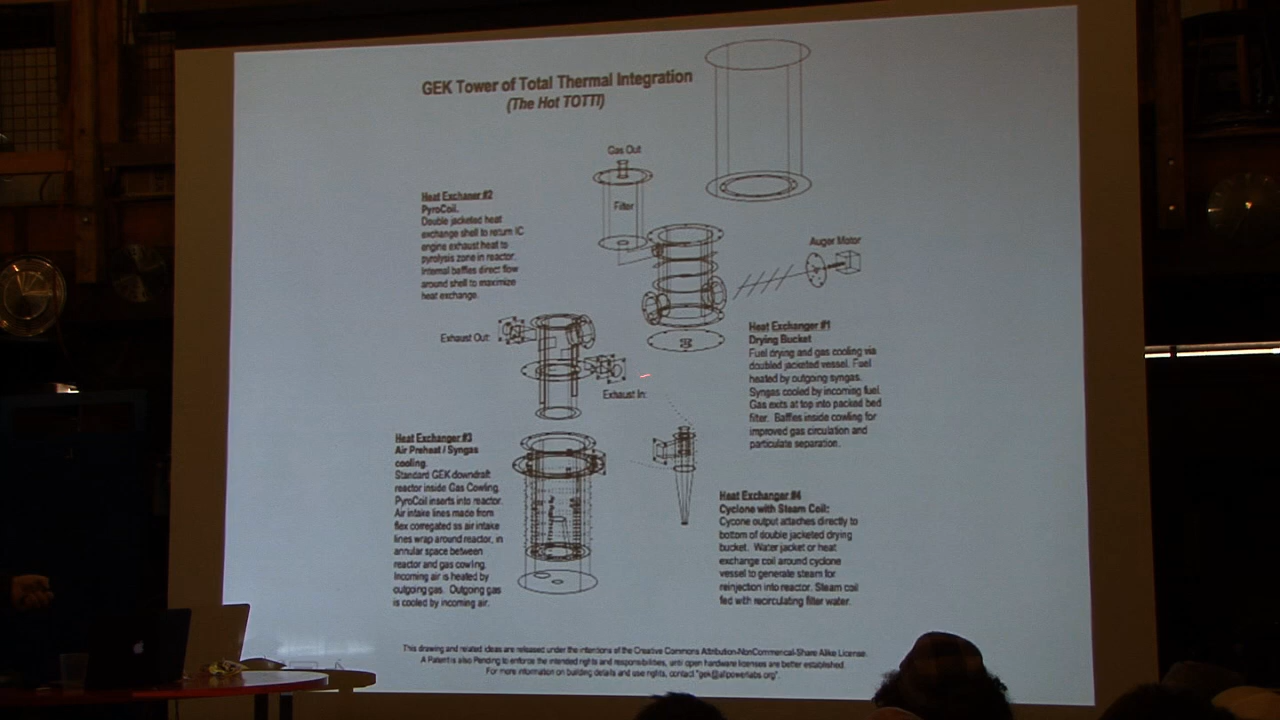 GEK Tower of Total Thermal Integration
(The Hot TOTTI)
Gas Out
Filter
Heat Exchaner #2
PyroCoil.
Double jacketed heat
exchange shell to return IC
engine exhaust heat to
pyrolysis zone in reactor.
Internal baffles direct flow
around shell to maximize
heat exchange.
Auger Motor
Exhaust Out:
Exhaust In:
Heat Exchanger #1
Drying Bucket
Fuel drying and gas cooling via
doubled jacketed vessel. Fuel
heated by outgoing syngas.
Syngas cooled by incoming fuel.
Gas exits at top into packed bed
filter. Baffles inside cowling for
improved gas circulation and
particulate separation.
Heat Exchanger #3
Air Preheat / Syngas
cooling.
Standard GEK downdraft
reactor inside Gas Cowling.
PyroCoil inserts into reactor.
Air intake lines made from
flex corregated ss air intake
lines wrap around reactor, in
annular space between
reactor and gas cowling.
Incoming air is heated by
outgoing gas. Outgoing gas
is cooled by incoming air.
Heat Exchanger #4
Cyclone with Steam Coil:
Cycone output attaches directly to
bottom of double jacketed drying
bucket. Water jacket or heat
exchange coil around cyclone
vessel to generate steam for
reinjection into reactor. Steam coil
fed with recirculating filter water.
This drawing and related ideas are released under the intentions of the Creative Commons Attribution-NonCommercal-Share Alike License.
A Patent is also Pending to enforce the intended rights and responsibilities, until open hardware licenses are better established.
For more information on building details and use rights, contact "gek@allpowerlabs.org".